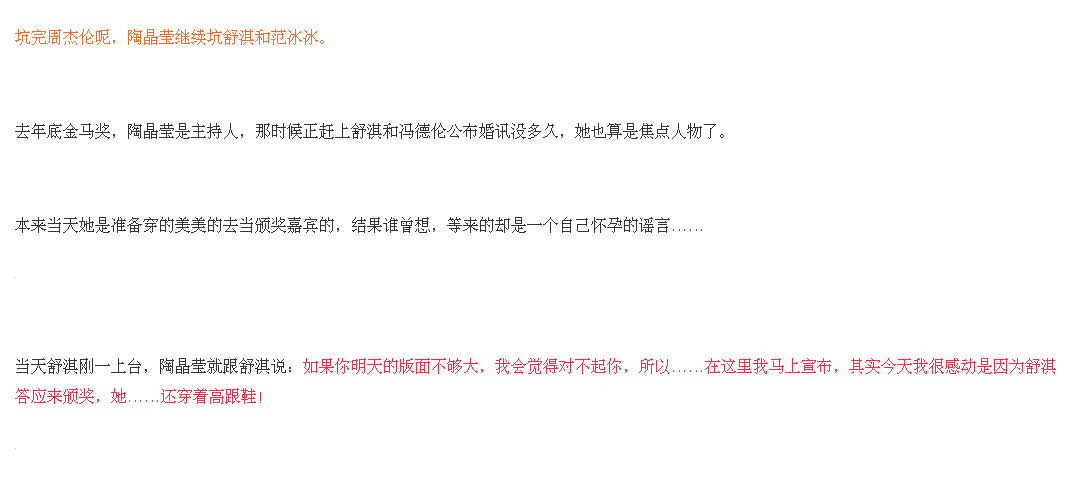 坑完周杰伦呢，陶晶莹继续坑舒淇和范冰冰。
去年底金马奖，陶晶莹是主持人，那时候正赶上舒淇和冯德伦公布婚讯没多久，她也算是焦点人物了。
本来当天她是准备穿的美美的去当颁奖嘉宾的，结果谁曾想，等来的却是一个自己怀孕的谣言……
当天舒淇刚一上台，陶晶莹就跟舒淇说：如果你明天的版面不够大，我会觉得对不起你，所以……在这里我马上宣布，其实今天我很感动是因为舒淇
答应来颁奖，她……还穿着高跟鞋！